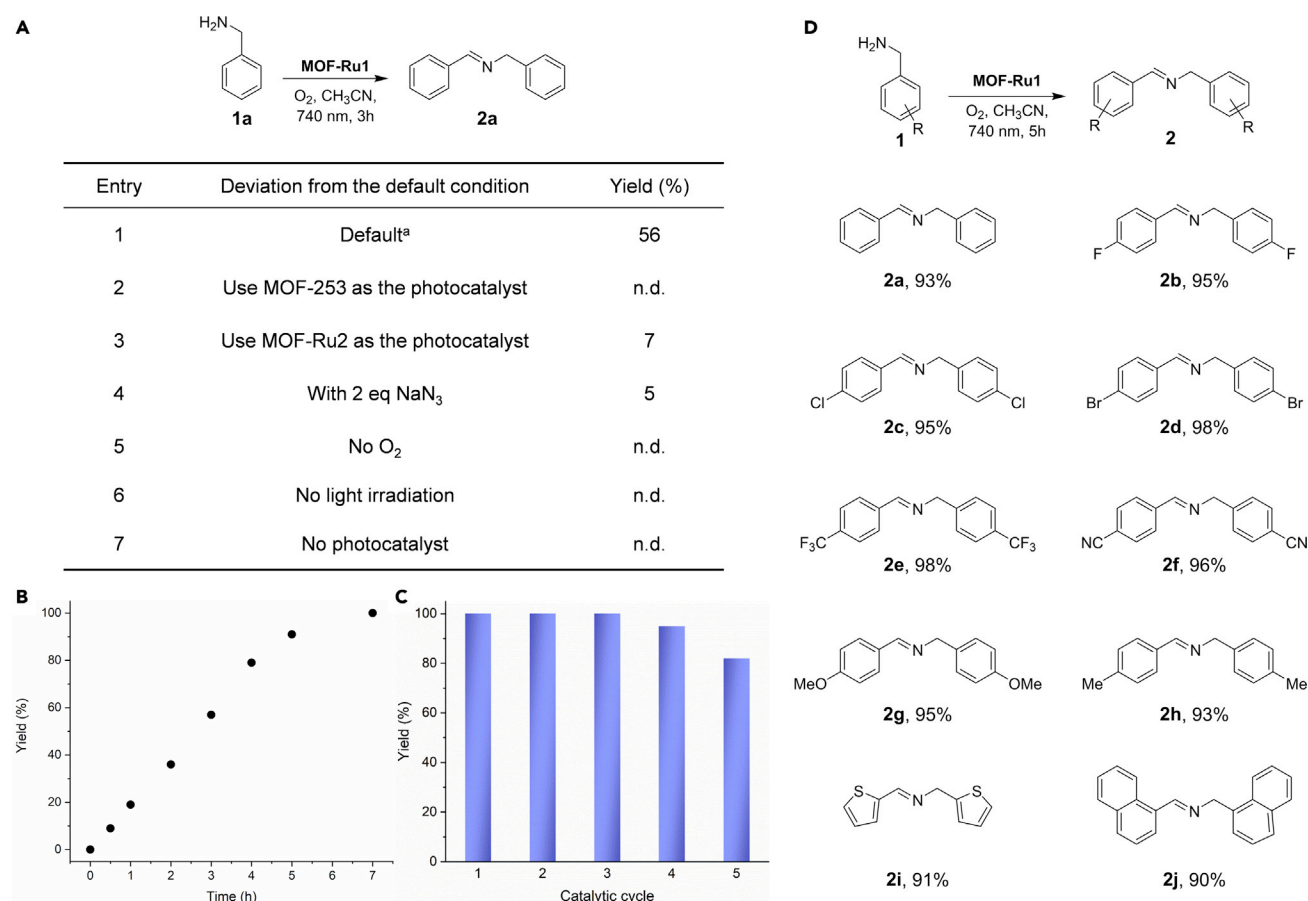 A
H₂N
1a
MOF-Ru1
O₂, CH₃CN,
740 nm, 3h
N
2a
Entry Deviation from the default condition Yield (%)
1 Defaultᵃ 56
2 Use MOF-253 as the photocatalyst n.d.
3 Use MOF-Ru2 as the photocatalyst 7
4 With 2 eq NaN₃ 5
5 No O₂ n.d.
6 No light irradiation n.d.
7 No photocatalyst n.d.
B
100
80
60
40
20
0
Yield (%)
0 1 2 3 4 5 6 7
Time (h)
C
100
80
60
40
20
0
Yield (%)
1 2 3 4 5
Catalytic cycle
D
H₂N
R
1
MOF-Ru1
O₂, CH₃CN,
740 nm, 5h
N
R R
2
N
2a, 93%
N
F F
2b, 95%
N
Cl Cl
2c, 95%
N
Br Br
2d, 98%
N
F₃C CF₃
2e, 98%
N
NC CN
2f, 96%
N
MeO OMe
2g, 95%
N
Me Me
2h, 93%
S N S
2i, 91%
N
2j, 90%